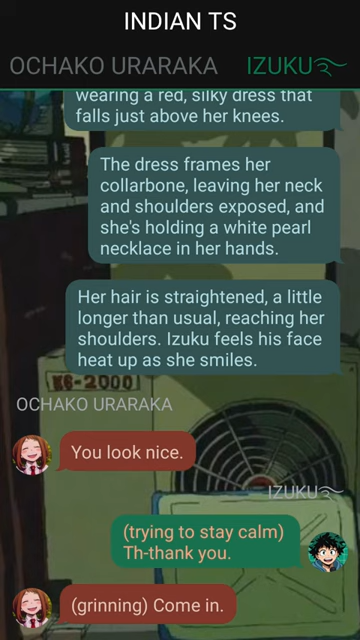 INDIAN TS
OCHAKO URARAKA IZUKU࿐
wearing a red, silky dress that
falls just above her knees.
The dress frames her
collarbone, leaving her neck
and shoulders exposed, and
she's holding a white pearl
necklace in her hands.
Her hair is straightened, a little
longer than usual, reaching her
shoulders. Izuku feels his face
heat up as she smiles.
KG-2000
OCHAKO URARAKA
You look nice.
IZUKU࿐
(trying to stay calm)
Th-thank you.
(grinning) Come in.